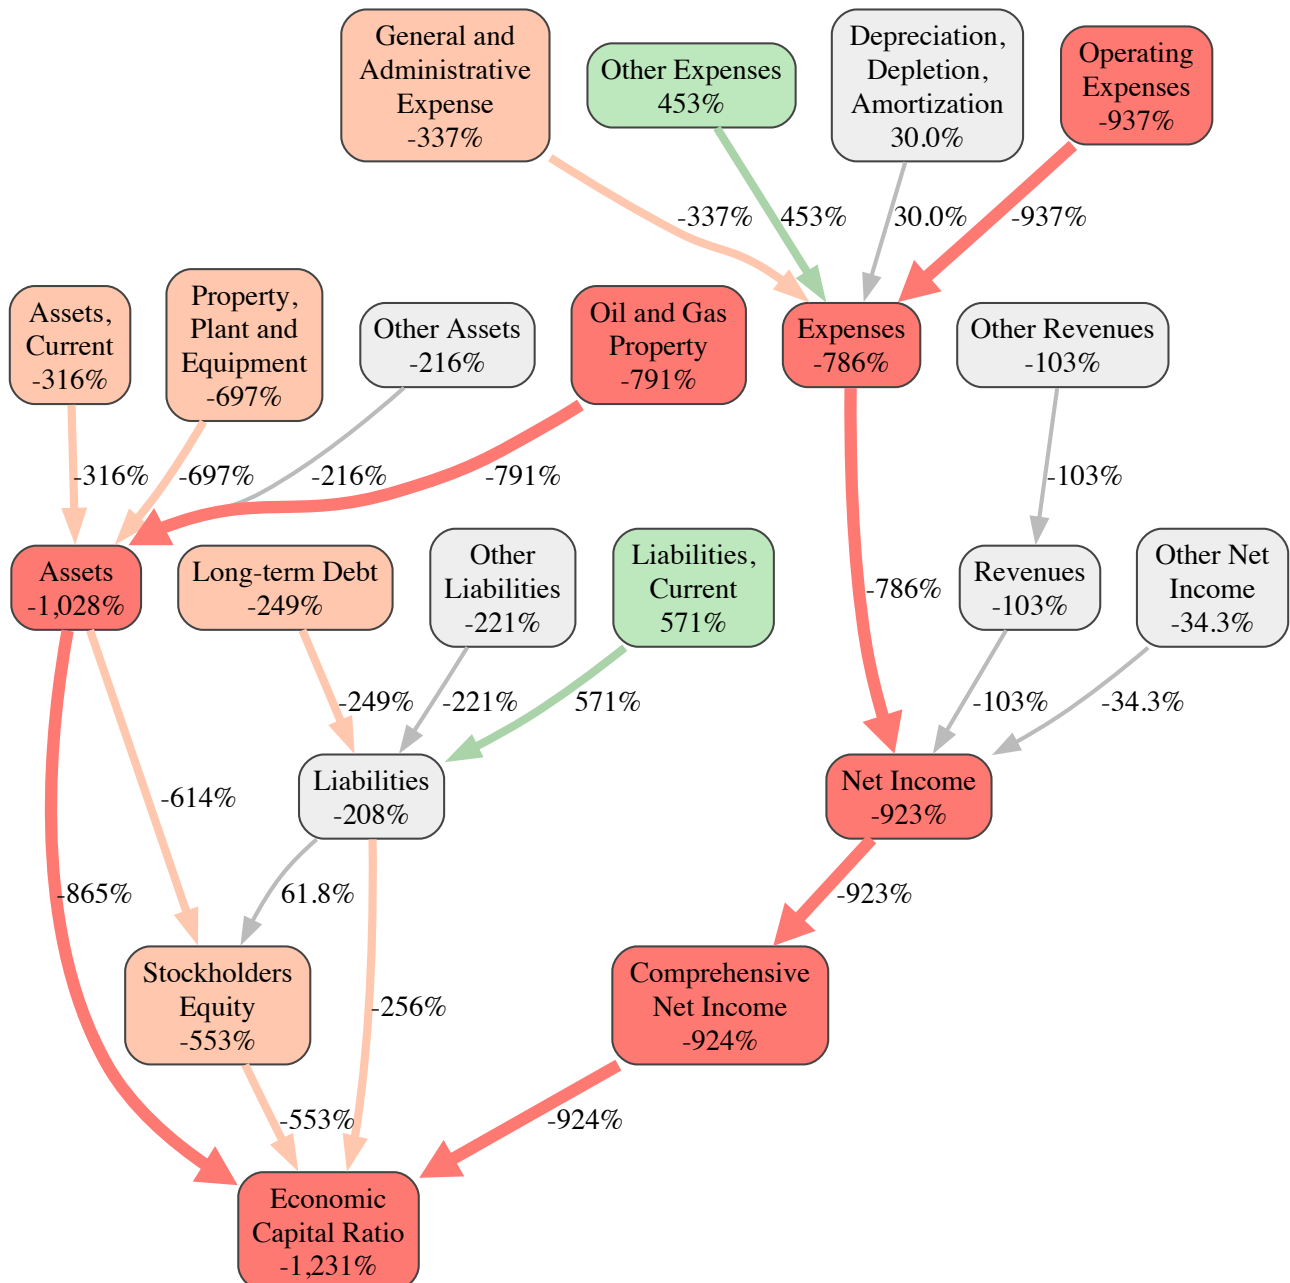 General and
Administrative
Expense
-337%
Other Expenses
453%
Depreciation,
Depletion,
Amortization
30.0%
Operating
Expenses
-937%
-337%
453%
30.0%
-937%
Assets,
Current
-316%
Property,
Plant and
Equipment
-697%
Other Assets
-216%
Oil and Gas
Property
-791%
Expenses
-786%
Other Revenues
-103%
-316%
-697%
-216%
-791%
-103%
Assets
-1,028%
Long-term Debt
-249%
Other
Liabilities
-221%
Liabilities,
Current
571%
-786%
Revenues
-103%
Other Net
Income
-34.3%
-249%
-221%
571%
-103%
-34.3%
-614%
Liabilities
-208%
Net Income
-923%
-865%
61.8%
-923%
Stockholders
Equity
-553%
-256%
Comprehensive
Net Income
-924%
-553%
-924%
Economic
Capital Ratio
-1,231%